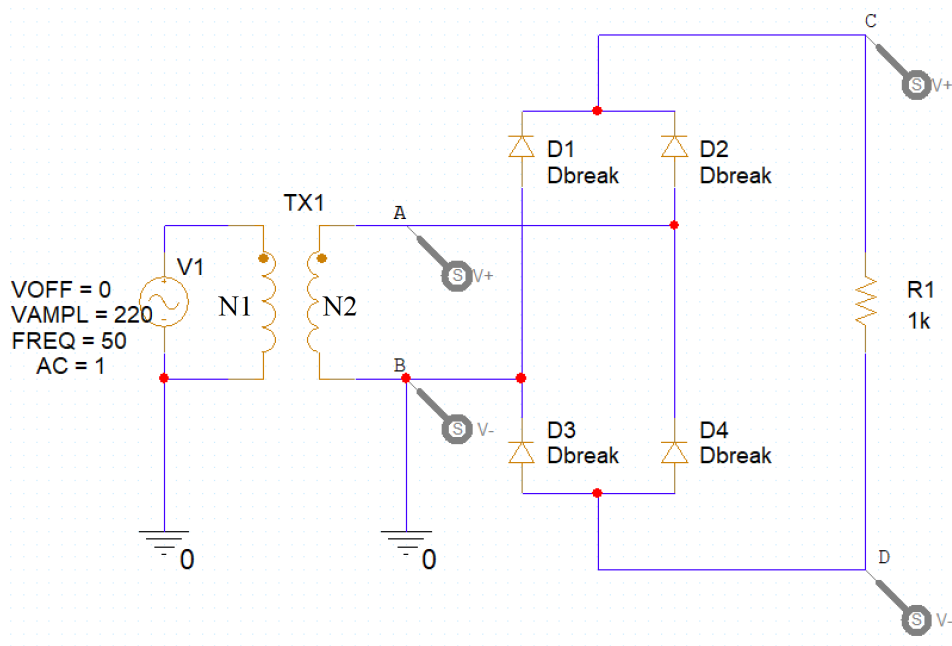 C
S V+
D1
Dbreak
D2
Dbreak
TX1
A
S V+
V1
VOFF = 0
VAMPL = 220
FREQ = 50
AC = 1
+
-
N1
N2
R1
1k
B
S V-
D3
Dbreak
D4
Dbreak
0
0
D
S V-